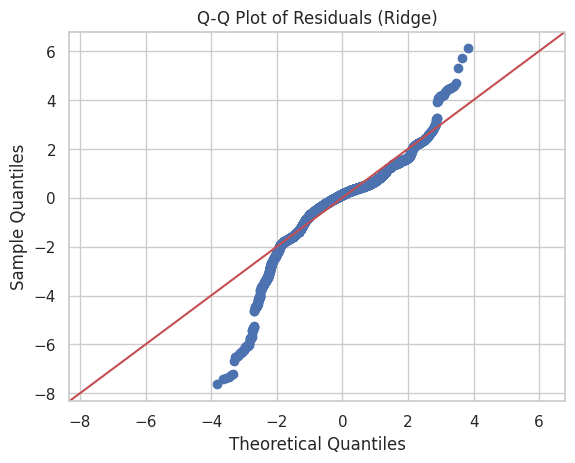 Q-Q Plot of Residuals (Ridge)
6
4
2
0
−2
−4
−6
−8
Sample Quantiles
−8 −6 −4 −2 0 2 4 6
Theoretical Quantiles